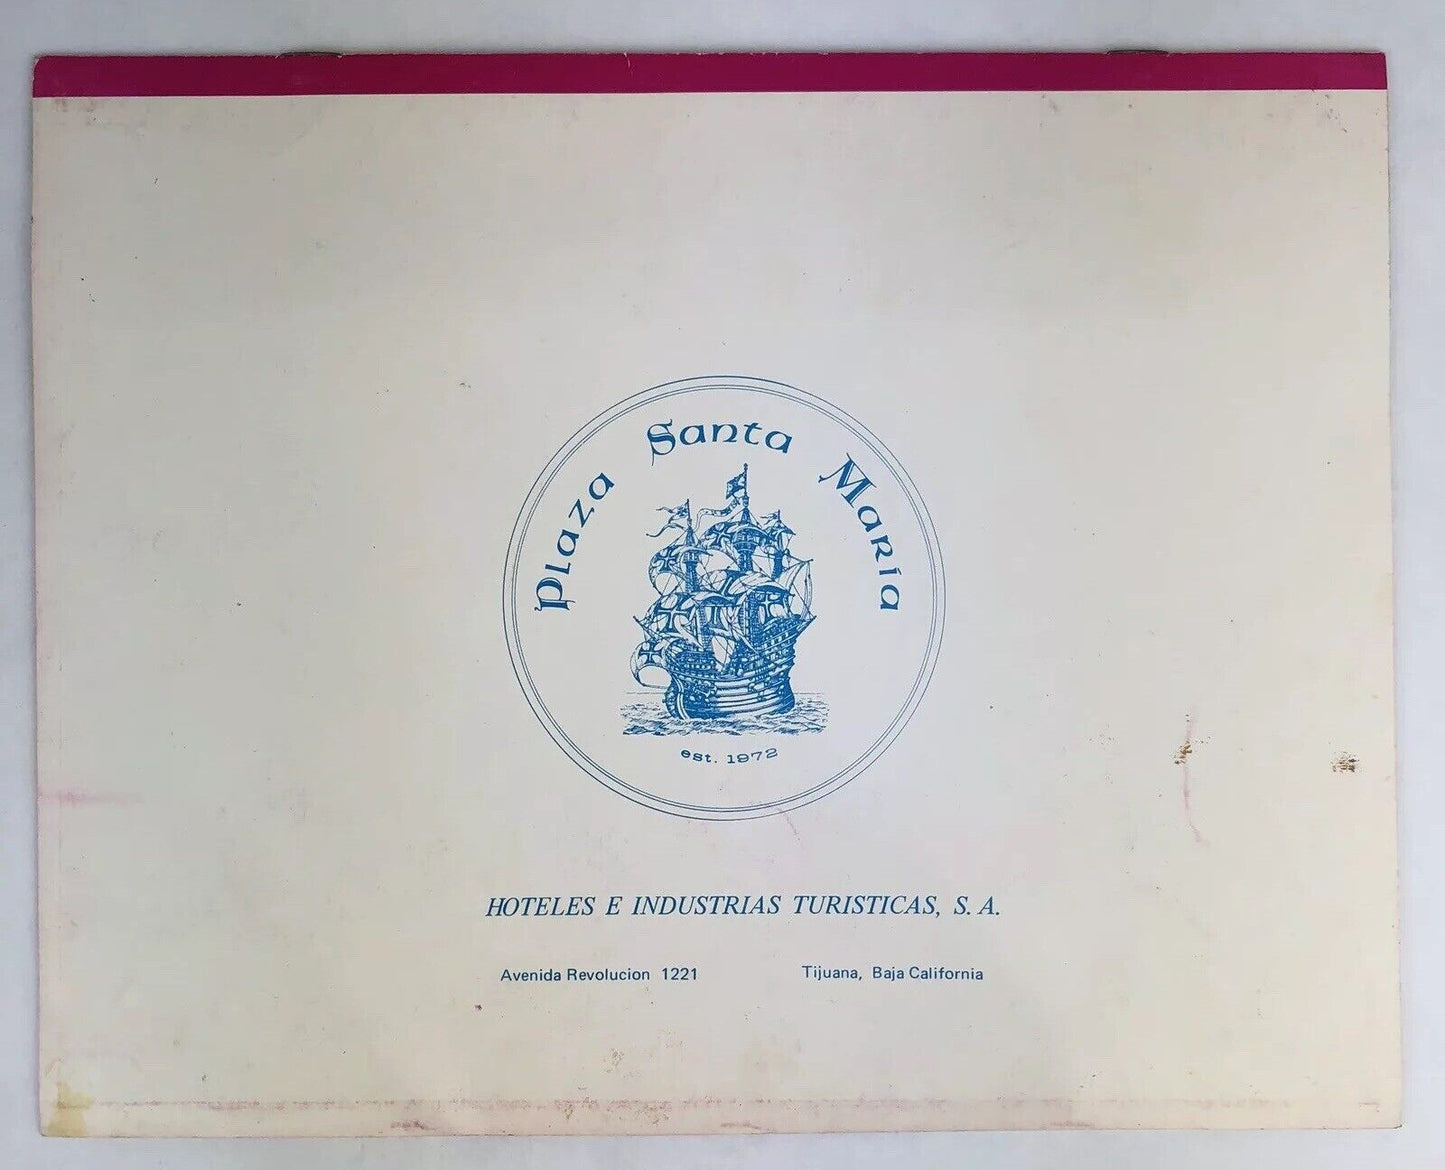 Plaza Santa María
est. 1972
HOTELES E INDUSTRIAS TURISTICAS, S. A.
Avenida Revolucion 1221 Tijuana, Baja California